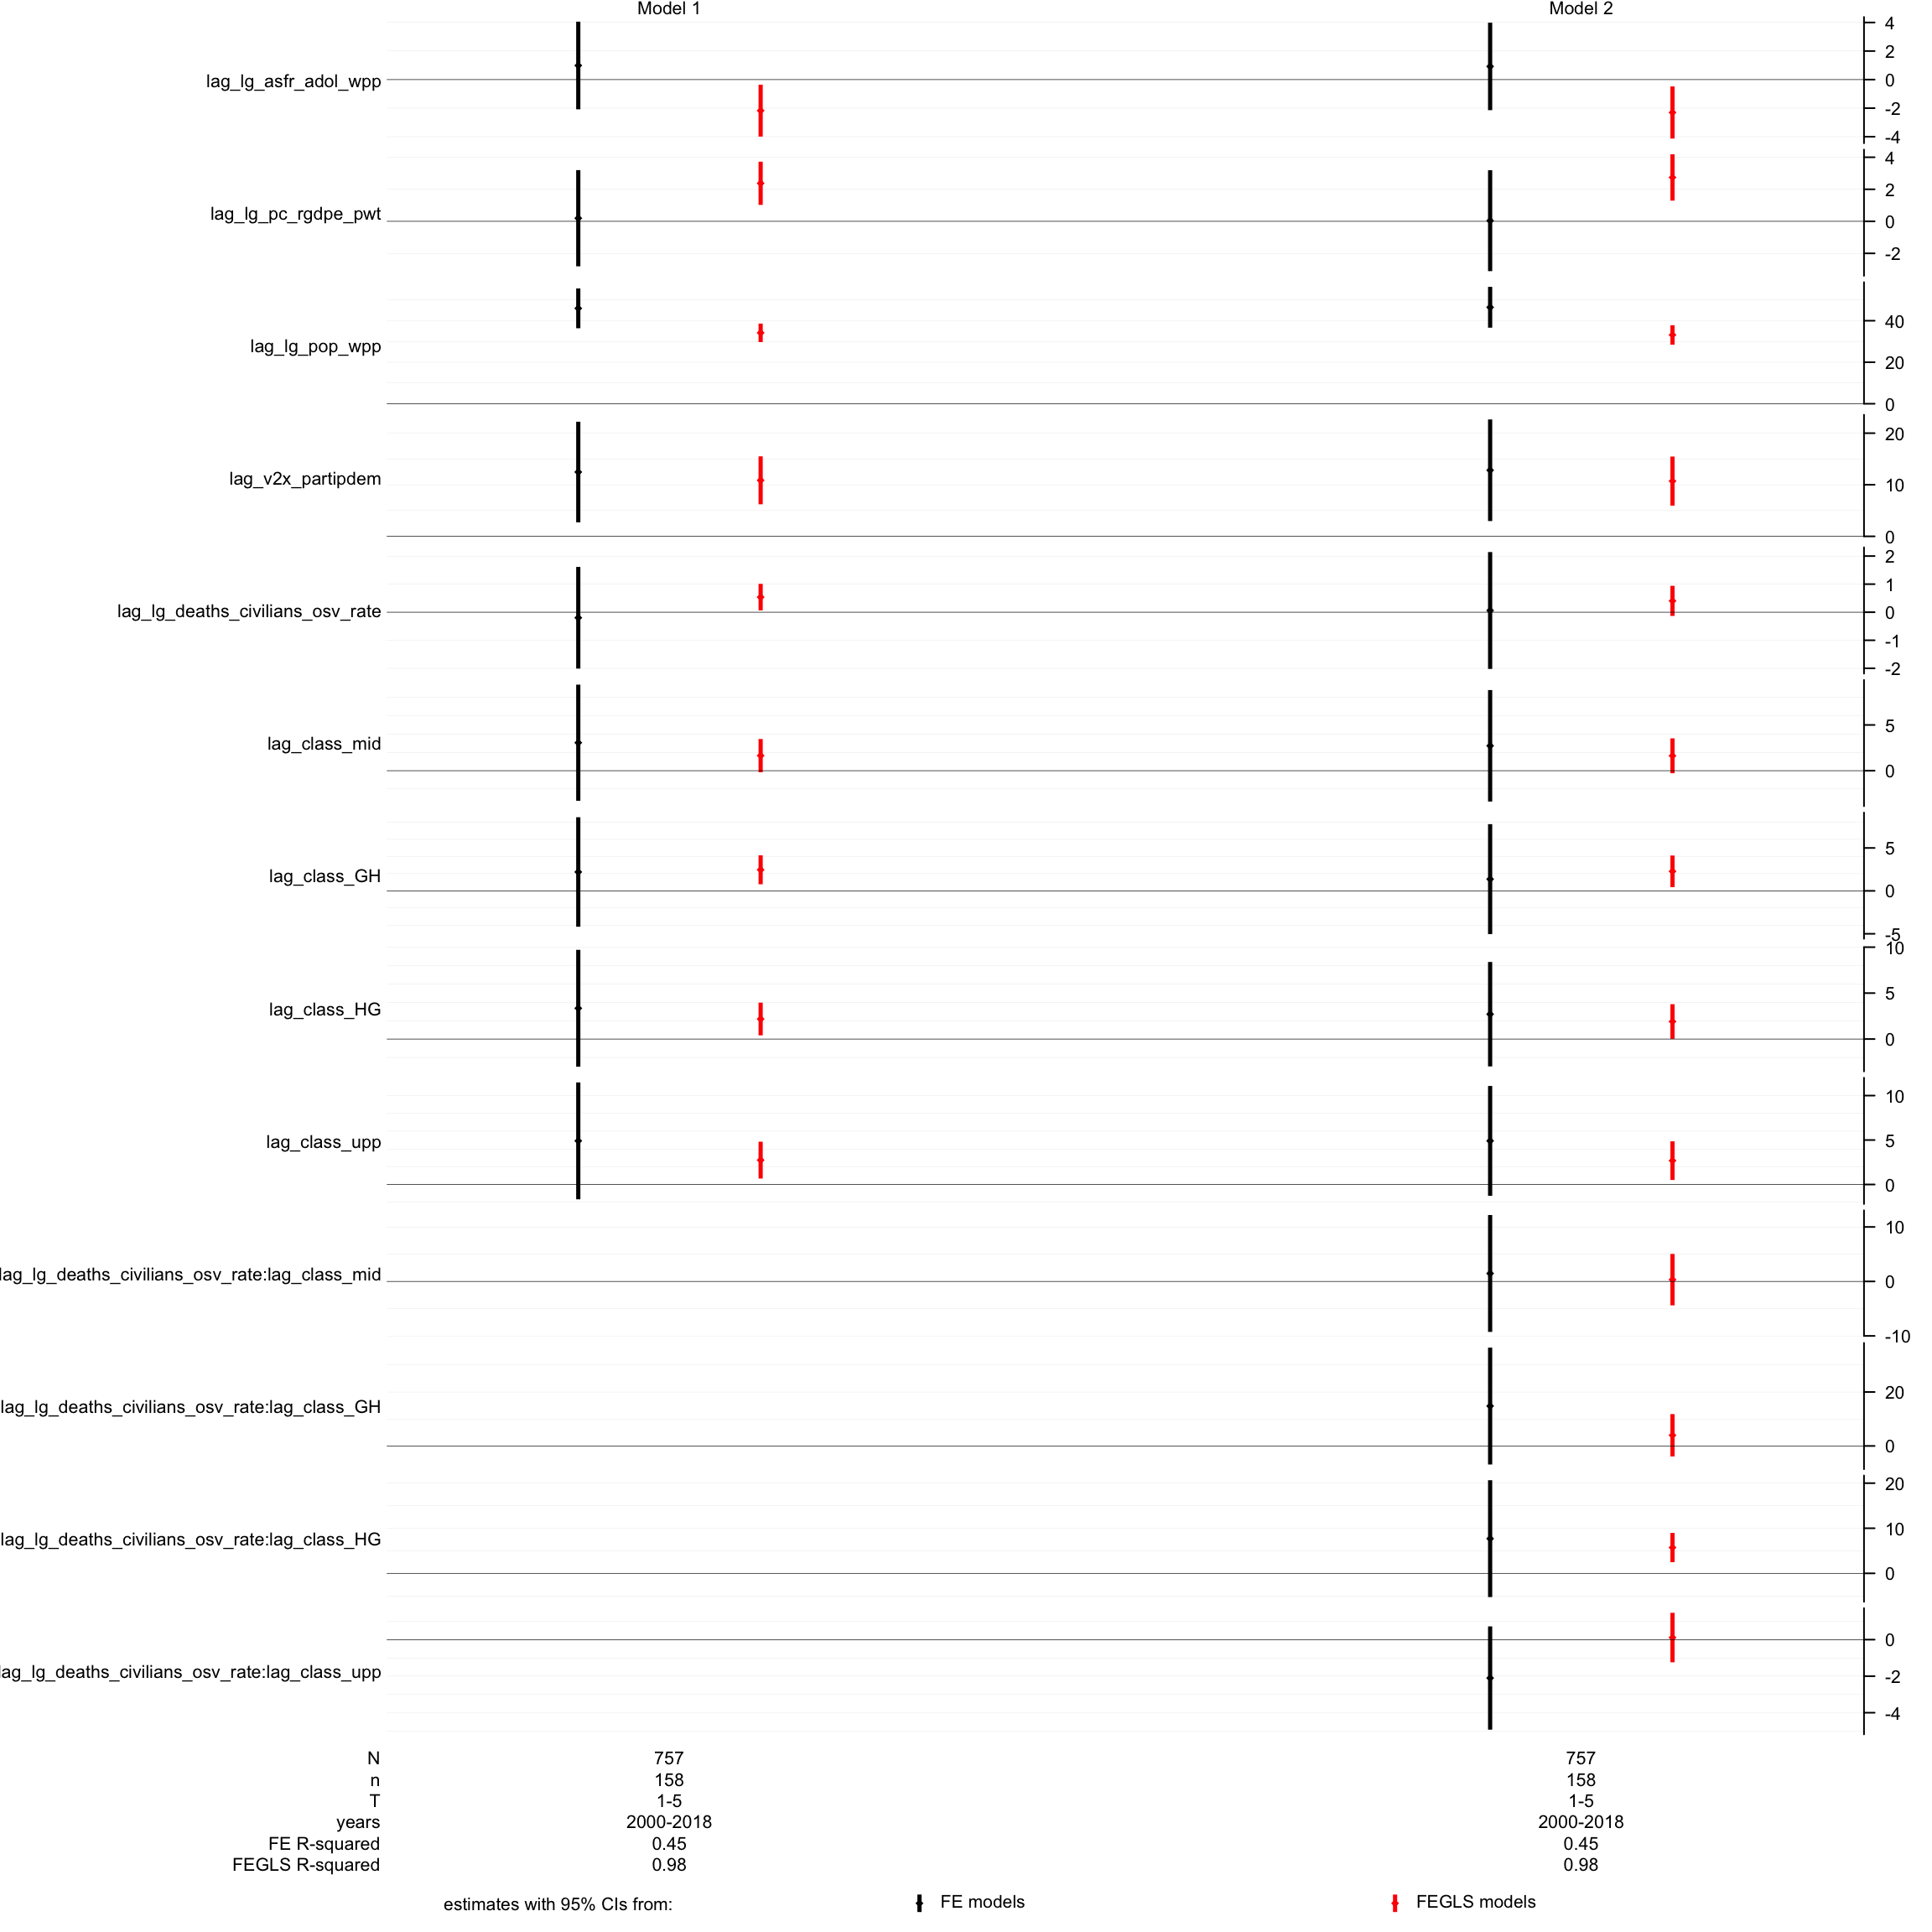 Model 1 Model 2
lag_lg_asfr_adol_wpp
4
2
0
-2
-4
lag_lg_pc_rgdpe_pwt
4
2
0
-2
lag_lg_pop_wpp
40
20
0
lag_v2x_partipdem
20
10
0
lag_lg_deaths_civilians_osv_rate
2
1
0
-1
-2
lag_class_mid
5
0
lag_class_GH
5
0
-5
lag_class_HG
10
5
0
lag_class_upp
10
5
0
lag_lg_deaths_civilians_osv_rate:lag_class_mid
10
0
-10
lag_lg_deaths_civilians_osv_rate:lag_class_GH
20
0
lag_lg_deaths_civilians_osv_rate:lag_class_HG
20
10
0
lag_lg_deaths_civilians_osv_rate:lag_class_upp
0
-2
-4
N 757 757
n 158 158
T 1-5 1-5
years 2000-2018 2000-2018
FE R-squared 0.45 0.45
FEGLS R-squared 0.98 0.98
estimates with 95% CIs from: FE models FEGLS models